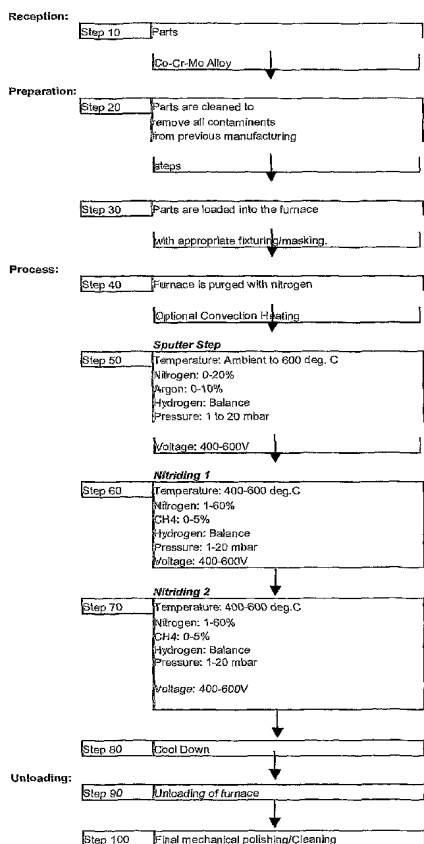 Reception:
Step 10 Parts
Co-Cr-Mo Alloy
Preparation:
Step 20 Parts are cleaned to
remove all contaminents
from previous manufacturing
steps
Step 30 Parts are loaded into the furnace
with appropriate fixturing/masking.
Process:
Step 40 Furnace is purged with nitrogen
Optional Convection Heating
Sputter Step
Step 50 Temperature: Ambient to 600 deg. C
Nitrogen: 0-20%
Argon: 0-10%
Hydrogen: Balance
Pressure: 1 to 20 mbar
Voltage: 400-600V
Nitriding 1
Step 60 Temperature: 400-600 deg.C
Nitrogen: 1-60%
CH4: 0-5%
Hydrogen: Balance
Pressure: 1-20 mbar
Voltage: 400-600V
Nitriding 2
Step 70 Temperature: 400-600 deg.C
Nitrogen: 1-60%
CH4: 0-5%
Hydrogen: Balance
Pressure: 1-20 mbar
Voltage: 400-600V
Step 80 Cool Down
Unloading:
Step 90 Unloading of furnace
Step 100 Final mechanical polishing/Cleaning